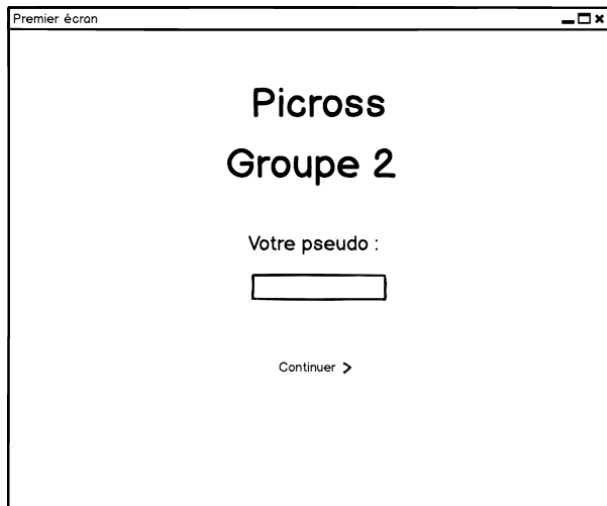 Premier écran
Picross
Groupe 2
Votre pseudo :
Continuer >